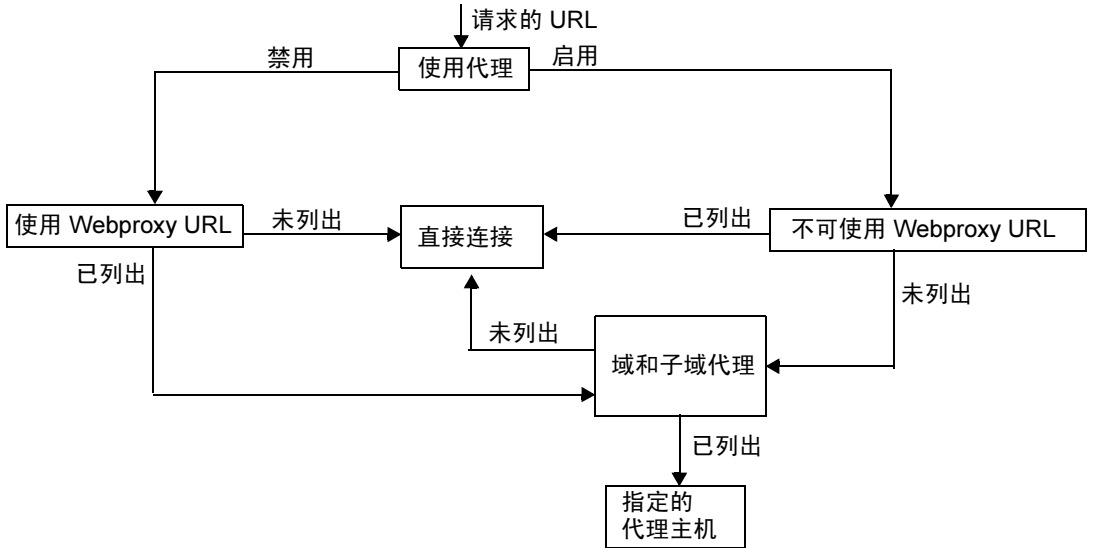 请求的 URL
禁用
使用代理
启用
使用 Webproxy URL
未列出
直接连接
已列出
不可使用 Webproxy URL
已列出
未列出
未列出
域和子域代理
已列出
指定的
代理主机